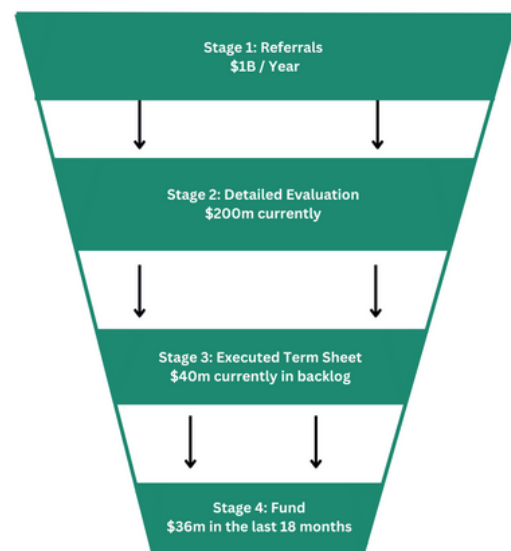 Stage 1: Referrals
$1B / Year
Stage 2: Detailed Evaluation
$200m currently
Stage 3: Executed Term Sheet
$40m currently in backlog
Stage 4: Fund
$36m in the last 18 months